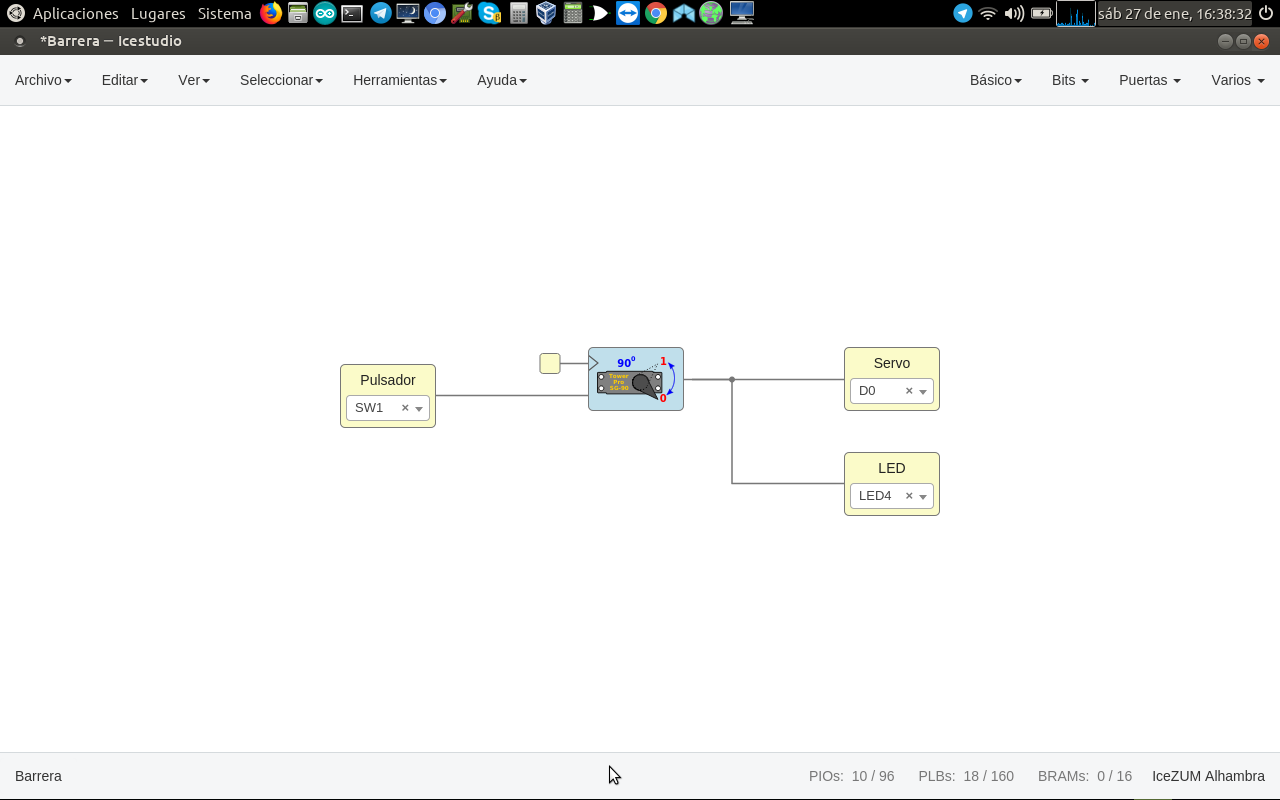 Aplicaciones Lugares Sistema sáb 27 de ene, 16:38:32
*Barrera – Icestudio
Archivo Editar Ver Seleccionar Herramientas Ayuda Básico Bits Puertas Varios
Pulsador
SW1 ×
90⁰ 1
Tower
Pro
SG-90
0
Servo
D0 ×
LED
LED4 ×
Barrera PIOs: 10 / 96 PLBs: 18 / 160 BRAMs: 0 / 16 IceZUM Alhambra